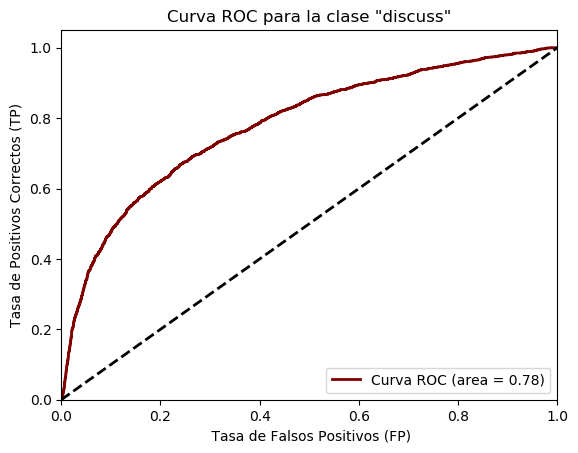 Curva ROC para la clase "discuss"
Tasa de Positivos Correctos (TP)
1.0
0.8
0.6
0.4
0.2
0.0
0.0 0.2 0.4 0.6 0.8 1.0
Curva ROC (area = 0.78)
Tasa de Falsos Positivos (FP)